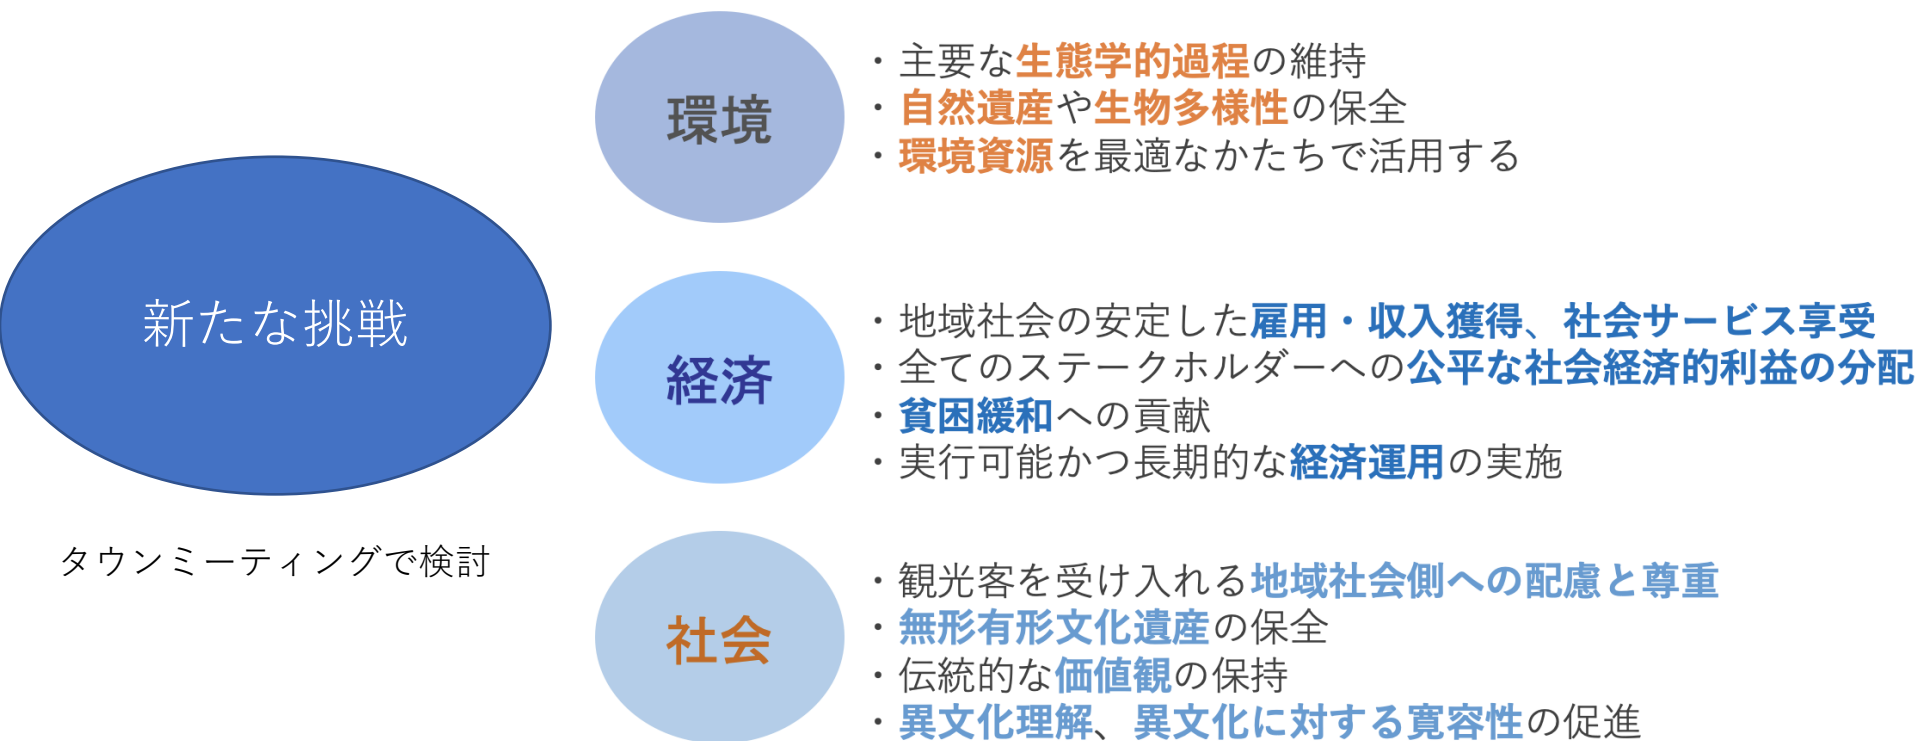 新たな挑戦
タウンミーティングで検討
環境
・主要な生態学的過程の維持
・自然遺産や生物多様性の保全
・環境資源を最適なかたちで活用する
経済
・地域社会の安定した雇用・収入獲得、社会サービス享受
・全てのステークホルダーへの公平な社会経済的利益の分配
・貧困緩和への貢献
・実行可能かつ長期的な経済運用の実施
社会
・観光客を受け入れる地域社会側への配慮と尊重
・無形有形文化遺産の保全
・伝統的な価値観の保持
・異文化理解、異文化に対する寛容性の促進